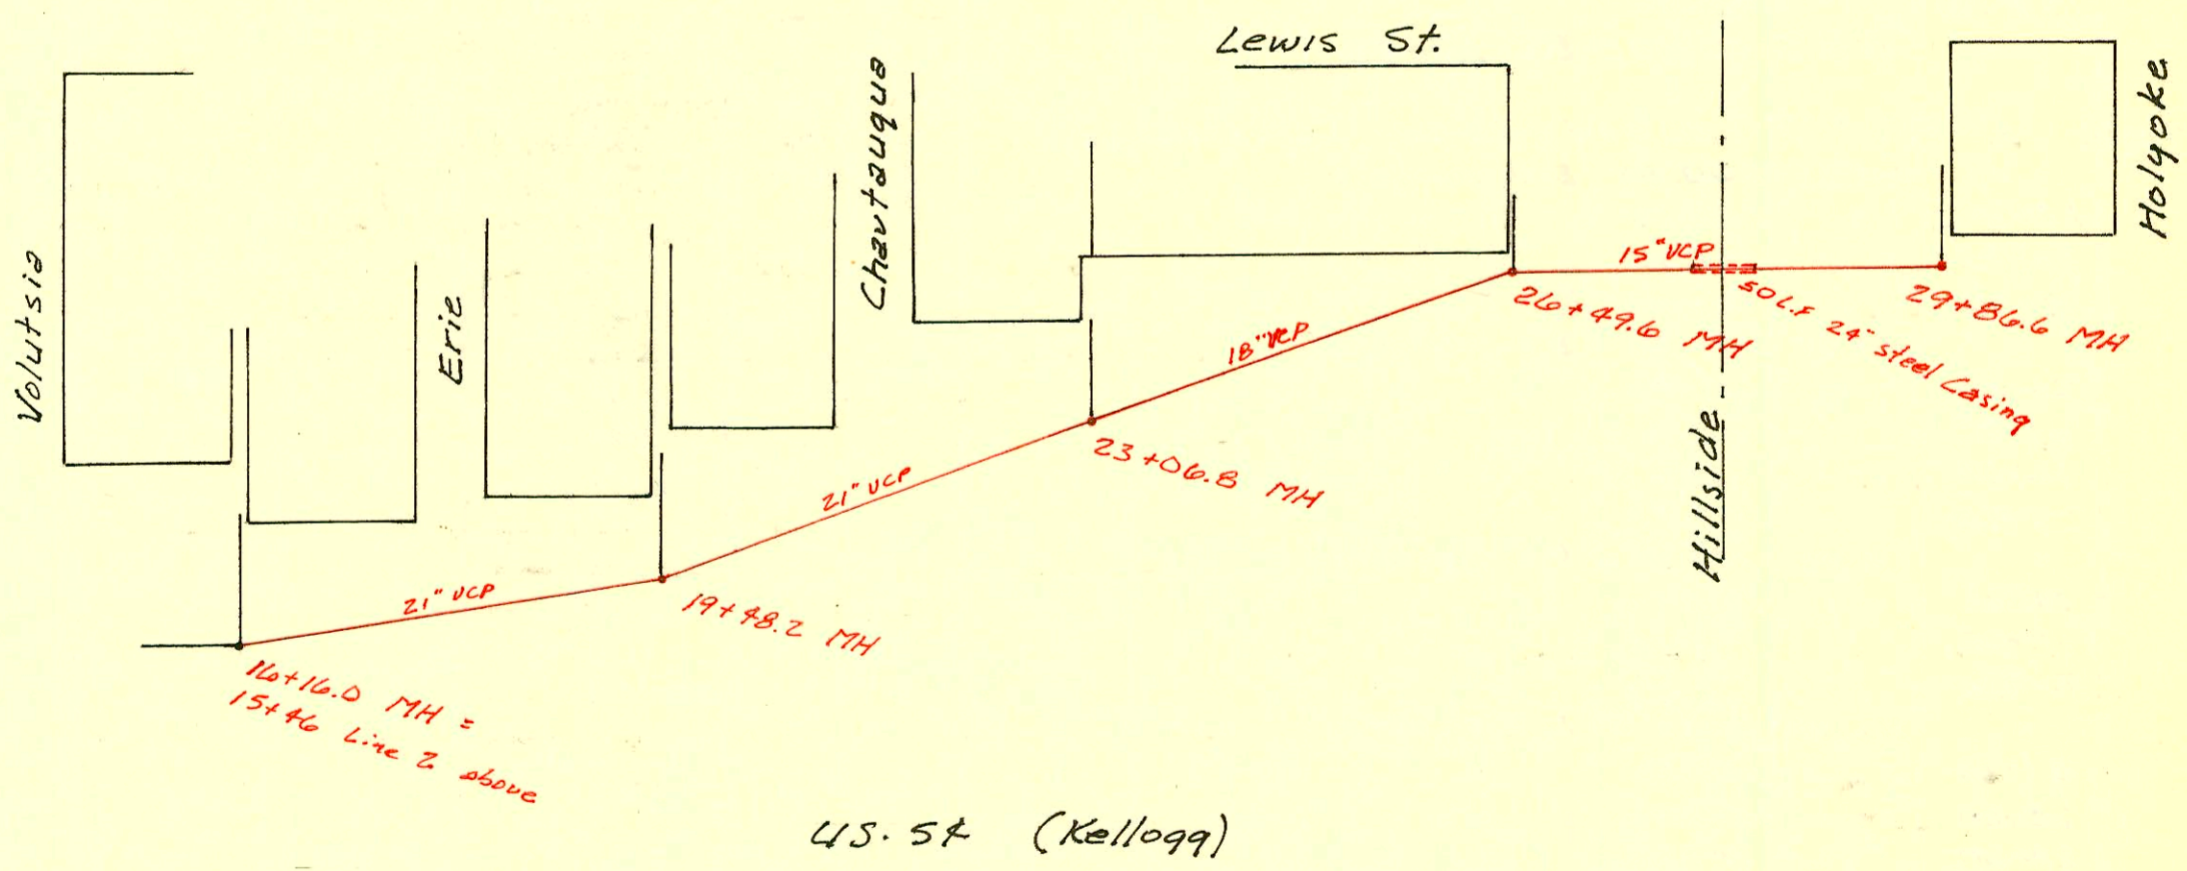 Lewis St.
Chautauqua
Holyoke
Volutsia
Erie
Hillside
15" VCP
50 L.F 24" steel Casing
29+86.6 MH
26+49.6 MH
18" VCP
23+06.8 MH
21" VCP
19+48.2 MH
21" VCP
16+16.0 MH =
15+46 Line 2 above
US. 54 (Kellogg)